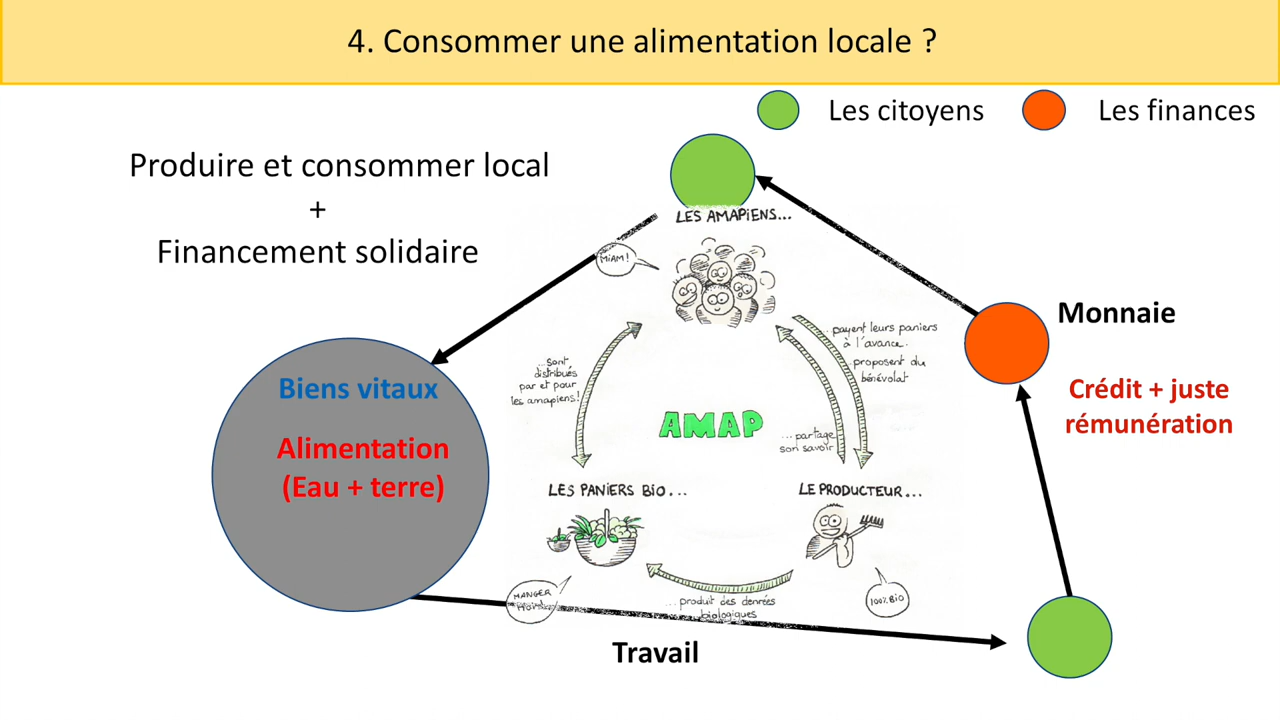 4. Consommer une alimentation locale ?
Les citoyens
Les finances
Produire et consommer local
+
Financement solidaire
LES AMAPIENS...
MIAM !
Monnaie
Crédit + juste
rémunération
...payent leurs paniers
à l'avance.
...proposent du
bénévolat
...sont
distribués
par et pour
les amapiens!
Biens vitaux
Alimentation
(Eau + terre)
AMAP
...partage
son savoir
LES PANIERS BIO...
LE PRODUCTEUR...
MANGER
MOI!
100% BIO
...produit des denrées
biologiques
Travail